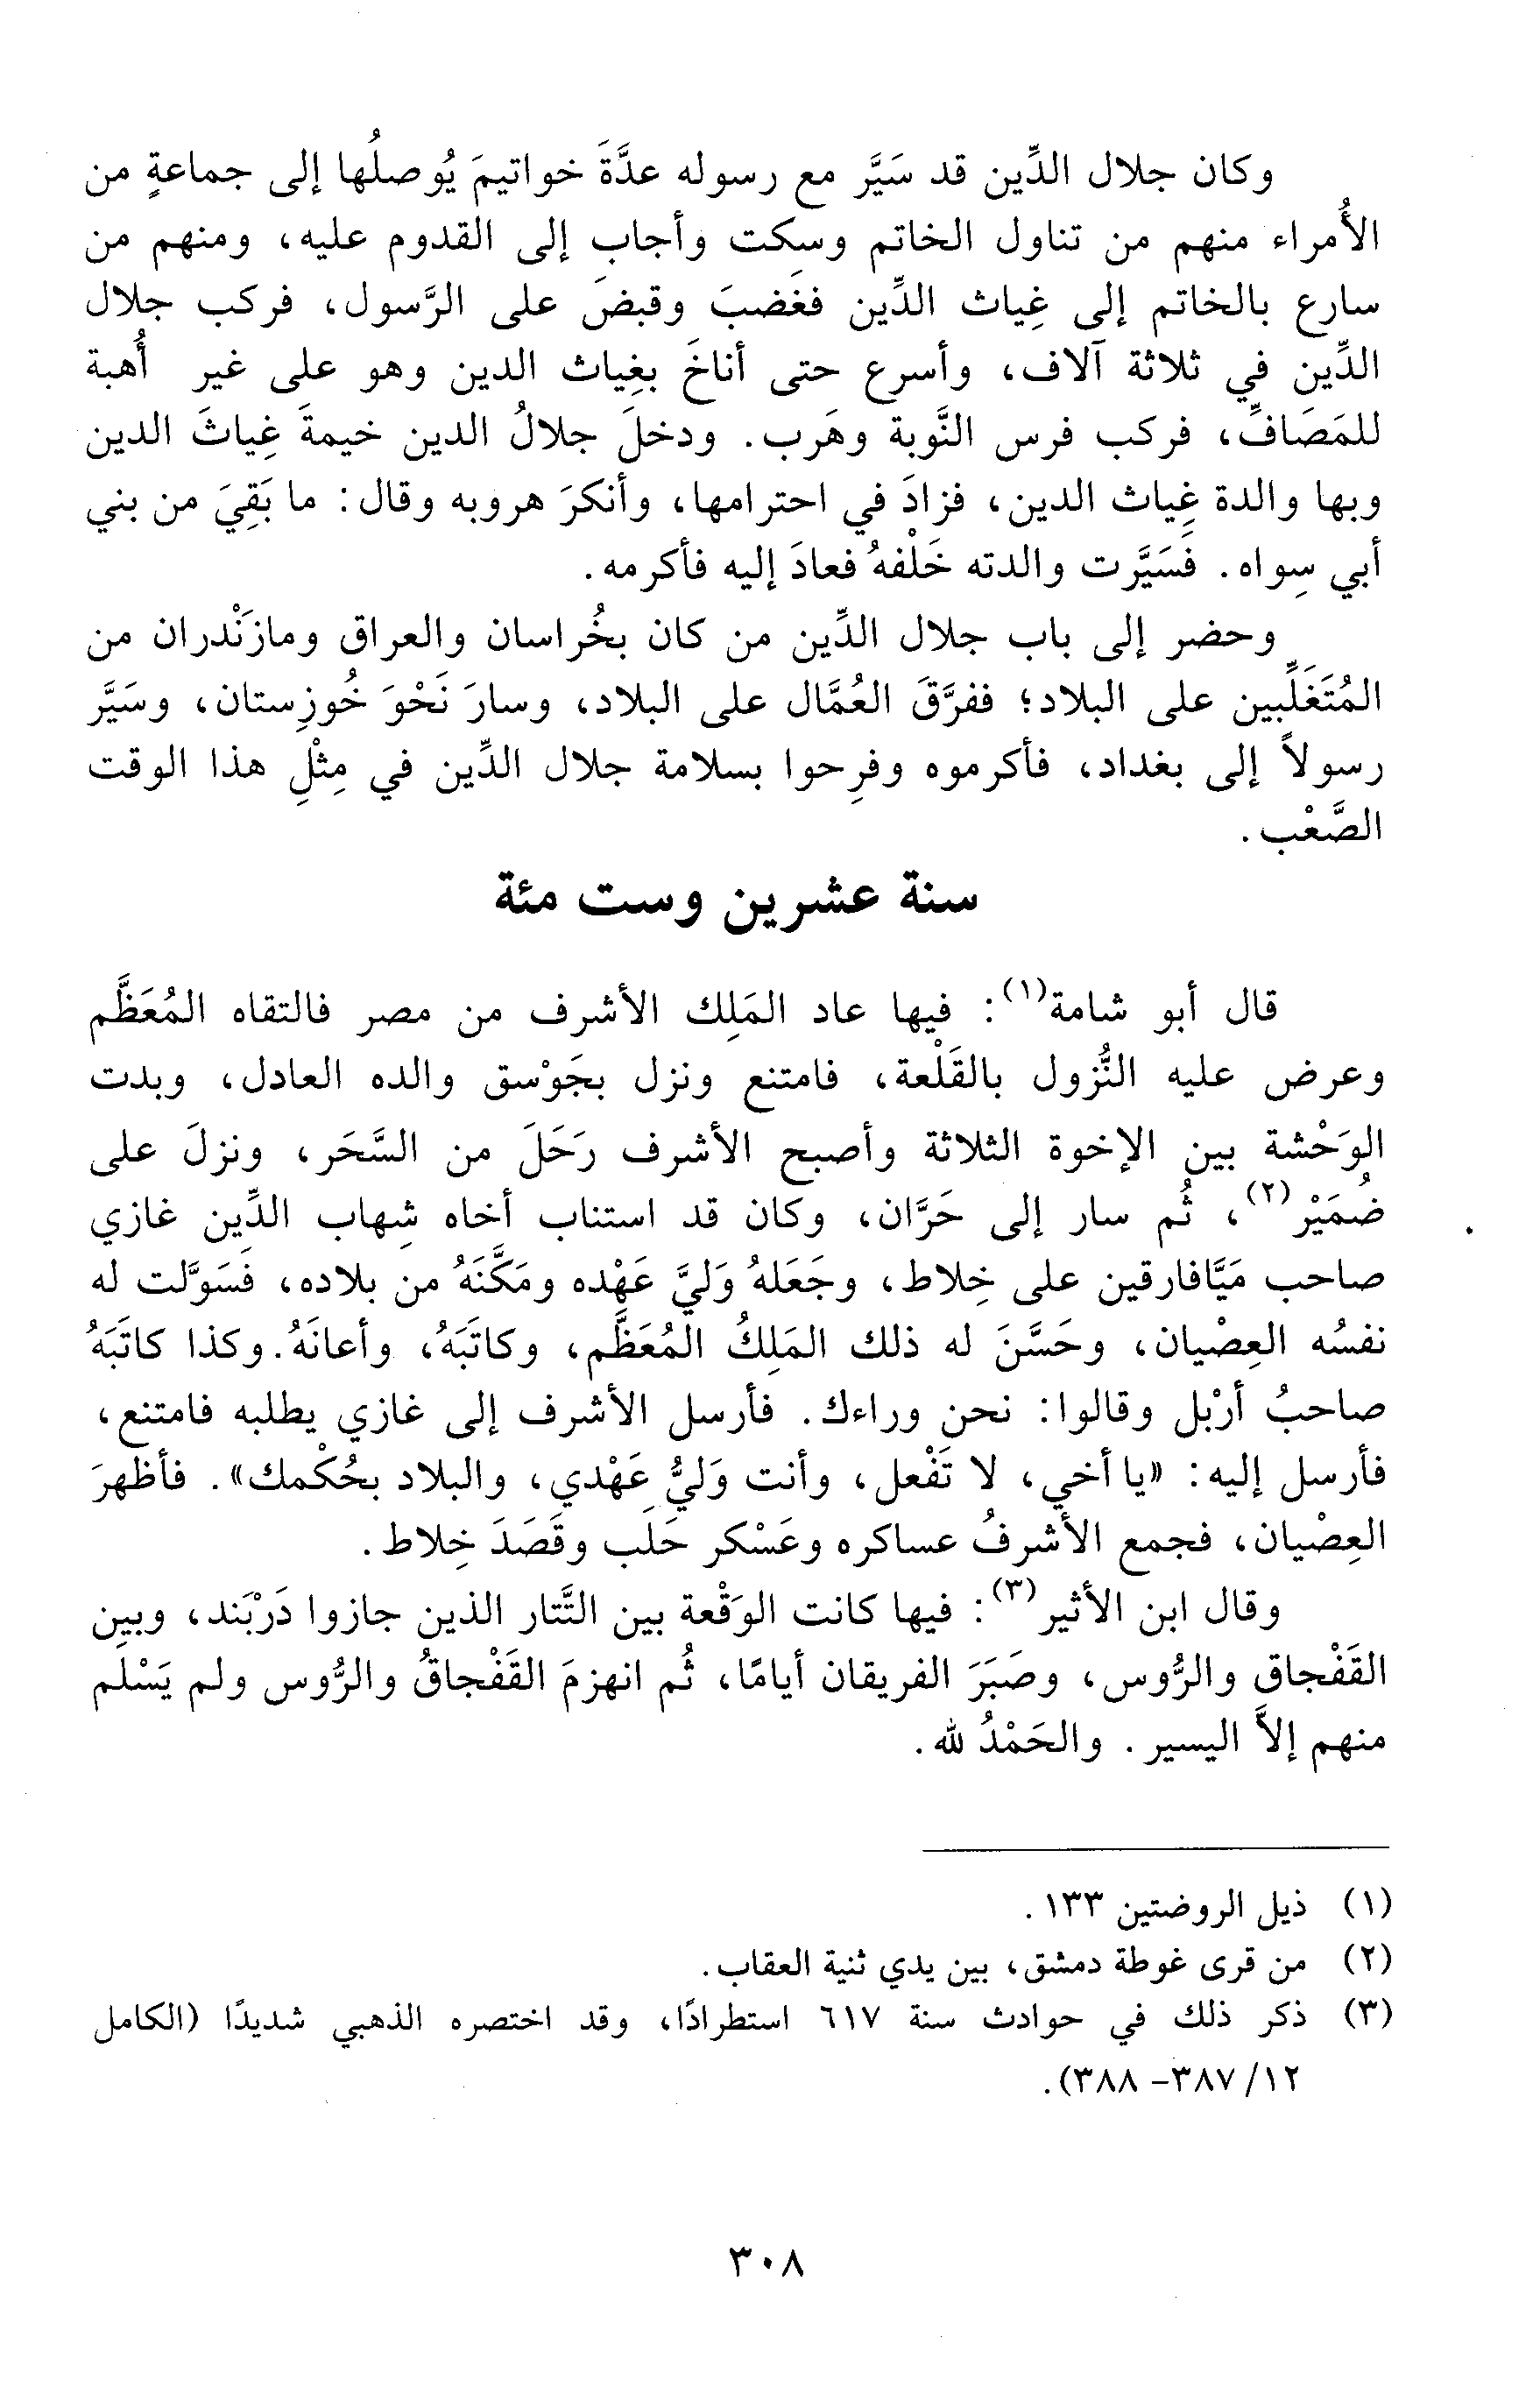 وكان جلال الدِّين قد سَيَّر مع رسوله عدَّةَ خواتيمَ يُوصلُها إلى جماعةٍ من
الأُمراء منهم من تناول الخاتم وسكت وأجاب إلى القدوم عليه، ومنهم من
سارع بالخاتم إلى غِياث الدِّين فغَضبَ وقبضَ على الرَّسول، فركب جلال
الدِّين في ثلاثة آلاف، وأسرع حتى أناخَ بغِياث الدين وهو على غير أُهبة
للمَصَافِّ، فركب فرس النَّوبة وهَرب. ودخلَ جلالُ الدين خيمةَ غِياثَ الدين
وبها والدة غِياث الدين، فزادَ في احترامها، وأنكرَ هروبه وقال: ما بَقِيَ من بني
أبي سِواه. فَسَيَّرت والدته خَلْفهُ فعادَ إليه فأكرمه.
وحضر إلى باب جلال الدِّين من كان بخُراسان والعراق ومازَنْدران من
المُتَغَلِّبين على البلاد؛ ففرَّقَ العُمَّال على البلاد، وسارَ نَحْوَ خُوزِستان، وسَيَّر
رسولاً إلى بغداد، فأكرموه وفرِحوا بسلامة جلال الدِّين في مِثْلِ هذا الوقت
الصَّعْب.
سنة عشرين وست مئة
قال أبو شامة(١): فيها عاد المَلِك الأشرف من مصر فالتقاه المُعَظَّم
وعرض عليه النُّزول بالقَلْعة، فامتنع ونزل بجَوْسق والده العادل، وبدت
الوَحْشة بين الإخوة الثلاثة وأصبح الأشرف رَحَلَ من السَّحَر، ونزلَ على
ضُمَيْر(٢)، ثُم سار إلى حَرَّان، وكان قد استناب أخاه شِهاب الدِّين غازي
صاحب مَيَّافارقين على خِلاط، وجَعَلهُ وَليَّ عَهْده ومَكَّنَهُ من بلاده، فَسَوَّلت له
نفسُه العِصْيان، وحَسَّنَ له ذلك المَلِكُ المُعَظَّم، وكاتَبَهُ، وأعانَهُ. وكذا كاتَبَهُ
صاحبُ أرْبل وقالوا: نحن وراءك. فأرسل الأشرف إلى غازي يطلبه فامتنع،
فأرسل إليه: «يا أخي، لا تَفْعل، وأنت وَليُّ عَهْدي، والبلاد بحُكْمك». فأظهرَ
العِصْيان، فجمع الأشرفُ عساكره وعَسْكر حَلَب وقَصَدَ خِلاط.
وقال ابن الأثير(٣): فيها كانت الوَقْعة بين التَّتار الذين جازوا دَرْبَند، وبين
القَفْجاق والرُّوس، وصَبَرَ الفريقان أيامًا، ثُم انهزمَ القَفْجاقُ والرُّوس ولم يَسْلَم
منهم إلاَّ اليسير. والحَمْدُ لله.
(١) ذيل الروضتين ١٣٣.
(٢) من قرى غوطة دمشق، بين يدي ثنية العقاب.
(٣) ذكر ذلك في حوادث سنة ٦١٧ استطرادًا، وقد اختصره الذهبي شديدًا (الكامل
١٢/ ٣٨٧- ٣٨٨).
٣٠٨